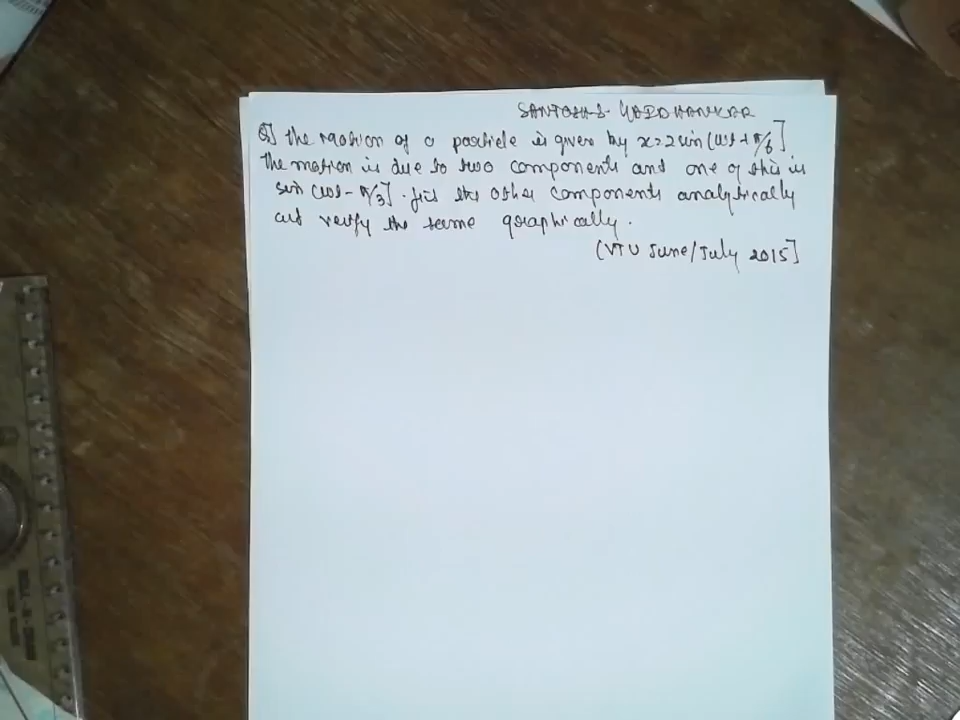 SANTOSH.S. YARDHANKAR
Q] the motion of a particle is given by x=2sin(ωt+π/6].
The motion is due to two components and one of this is
sin (ωt - π/3]. find the other components analytically
and verify the same graphically.
(VTU June/July 2015]